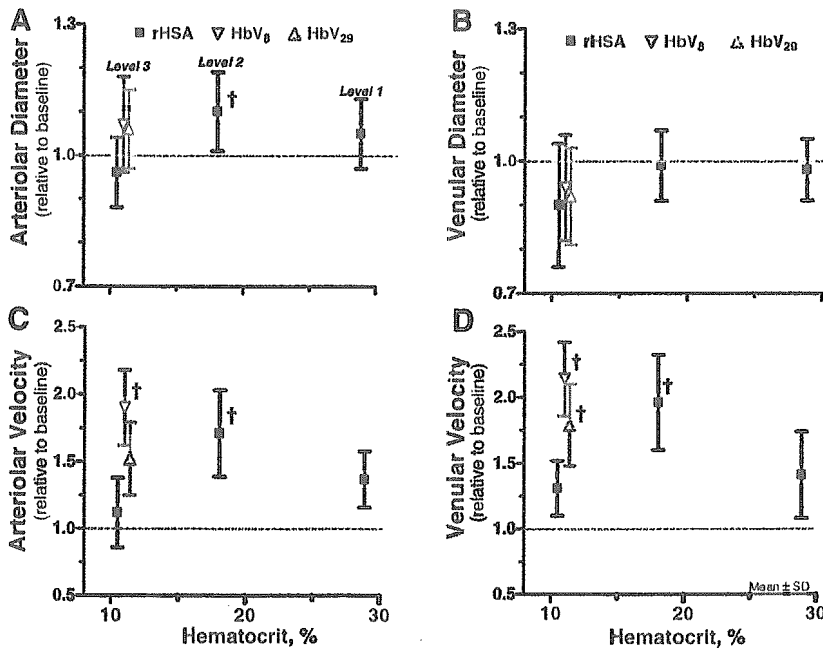 A
■ rHSA ▽ HbV8 △ HbV29
Level 3 Level 2 Level 1
†
Arteriolar Diameter
(relative to baseline)
1.3
1.0
0.7
B
■ rHSA ▽ HbV8 △ HbV29
Venular Diameter
(relative to baseline)
1.3
1.0
0.7
C
† †
Arteriolar Velocity
(relative to baseline)
2.5
2.0
1.5
1.0
0.5
10 20 30
Hematocrit, %
D
† † †
Venular Velocity
(relative to baseline)
2.5
2.0
1.5
1.0
0.5
Mean ± SD
10 20 30
Hematocrit, %